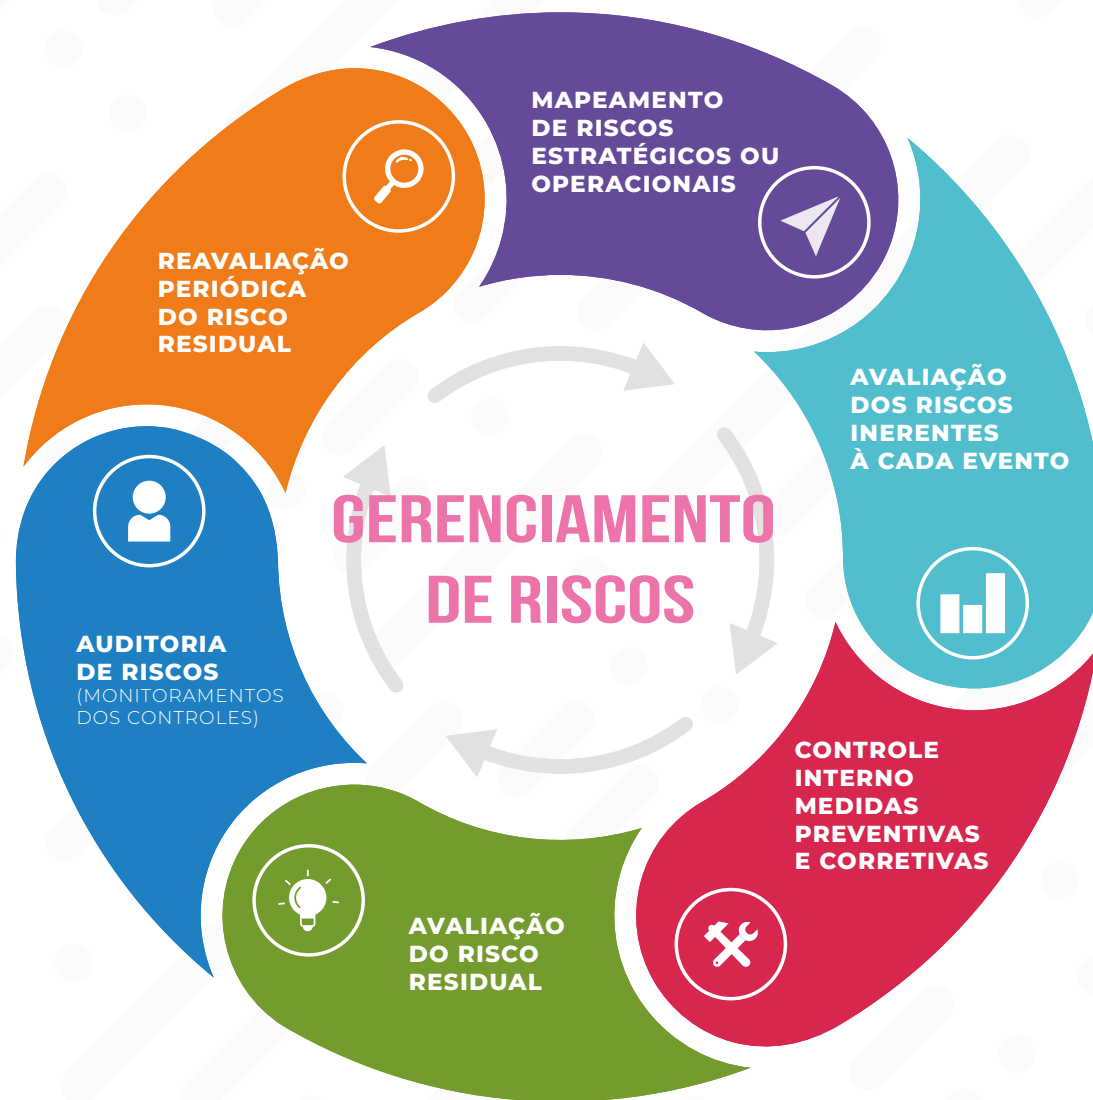 MAPEAMENTO
DE RISCOS
ESTRATÉGICOS OU
OPERACIONAIS
AVALIAÇÃO
DOS RISCOS
INERENTES
À CADA EVENTO
CONTROLE
INTERNO
MEDIDAS
PREVENTIVAS
E CORRETIVAS
AVALIAÇÃO
DO RISCO
RESIDUAL
AUDITORIA
DE RISCOS
(MONITORAMENTOS
DOS CONTROLES)
REAVALIAÇÃO
PERIÓDICA
DO RISCO
RESIDUAL
GERENCIAMENTO
DE RISCOS